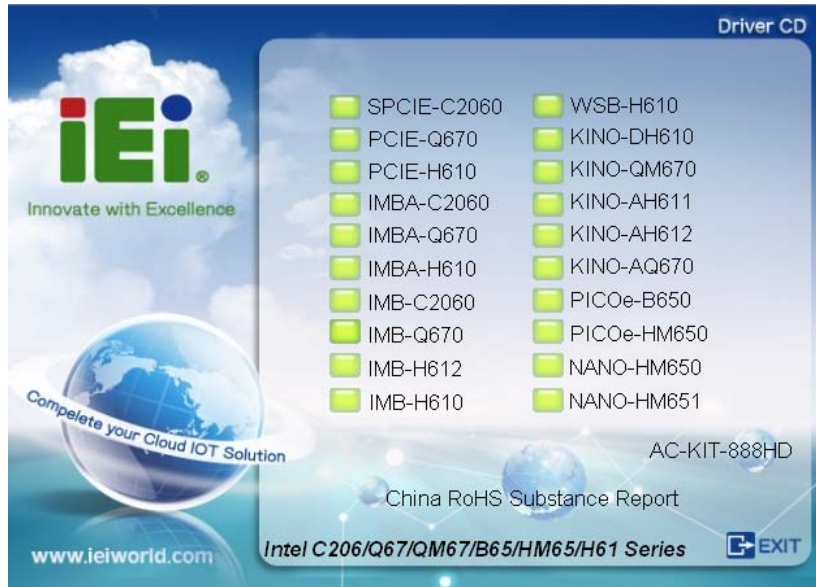 Driver CD
iEi®
Innovate with Excellence
SPCIE-C2060
PCIE-Q670
PCIE-H610
IMBA-C2060
IMBA-Q670
IMBA-H610
IMB-C2060
IMB-Q670
IMB-H612
IMB-H610
WSB-H610
KINO-DH610
KINO-QM670
KINO-AH611
KINO-AH612
KINO-AQ670
PICOe-B650
PICOe-HM650
NANO-HM650
NANO-HM651
Compelete your Cloud IOT Solution
AC-KIT-888HD
China RoHS Substance Report
www.ieiworld.com
Intel C206/Q67/QM67/B65/HM65/H61 Series
EXIT